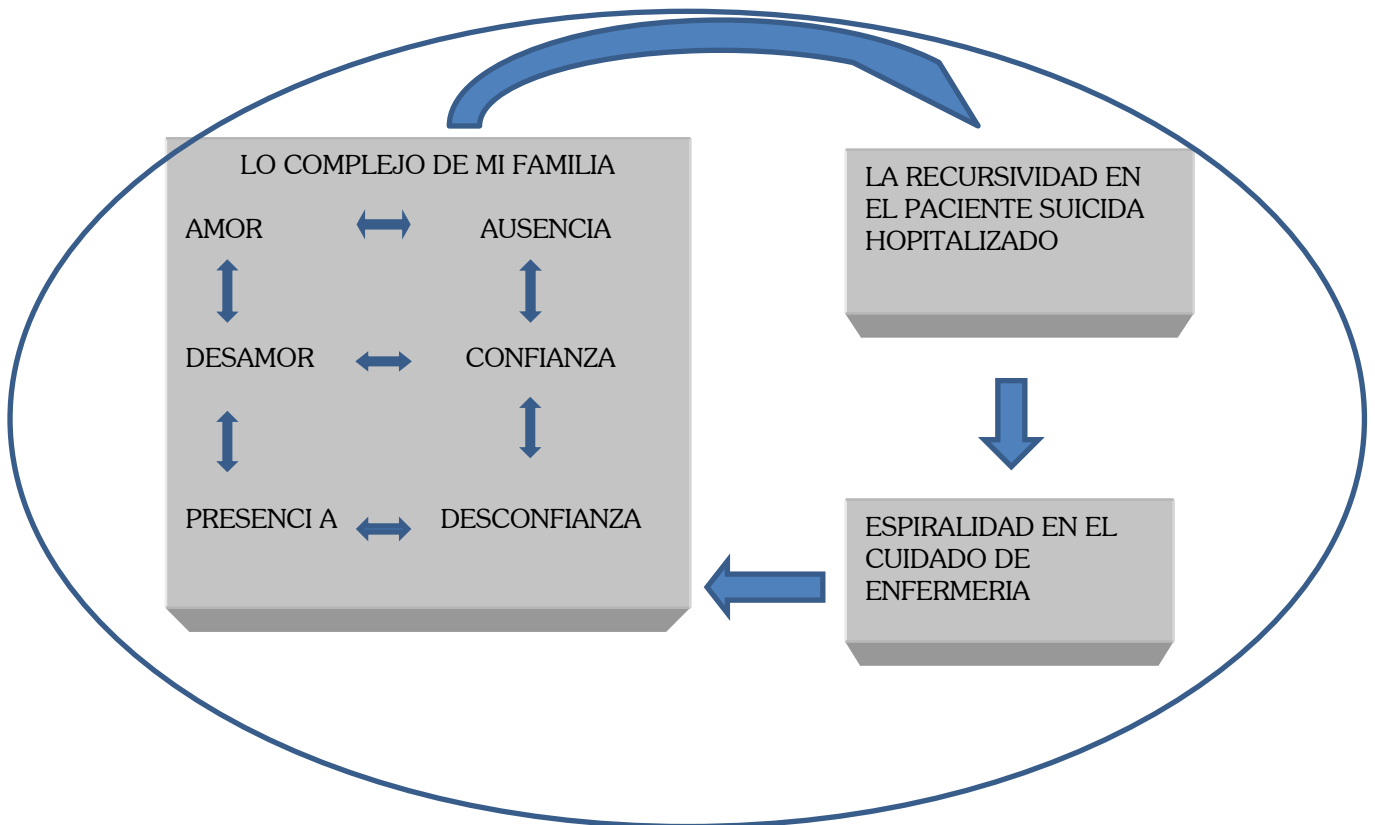 LO COMPLEJO DE MI FAMILIA
AMOR AUSENCIA
DESAMOR CONFIANZA
PRESENCI A DESCONFIANZA
LA RECURSIVIDAD EN
EL PACIENTE SUICIDA
HOPITALIZADO
ESPIRALIDAD EN EL
CUIDADO DE
ENFERMERIA